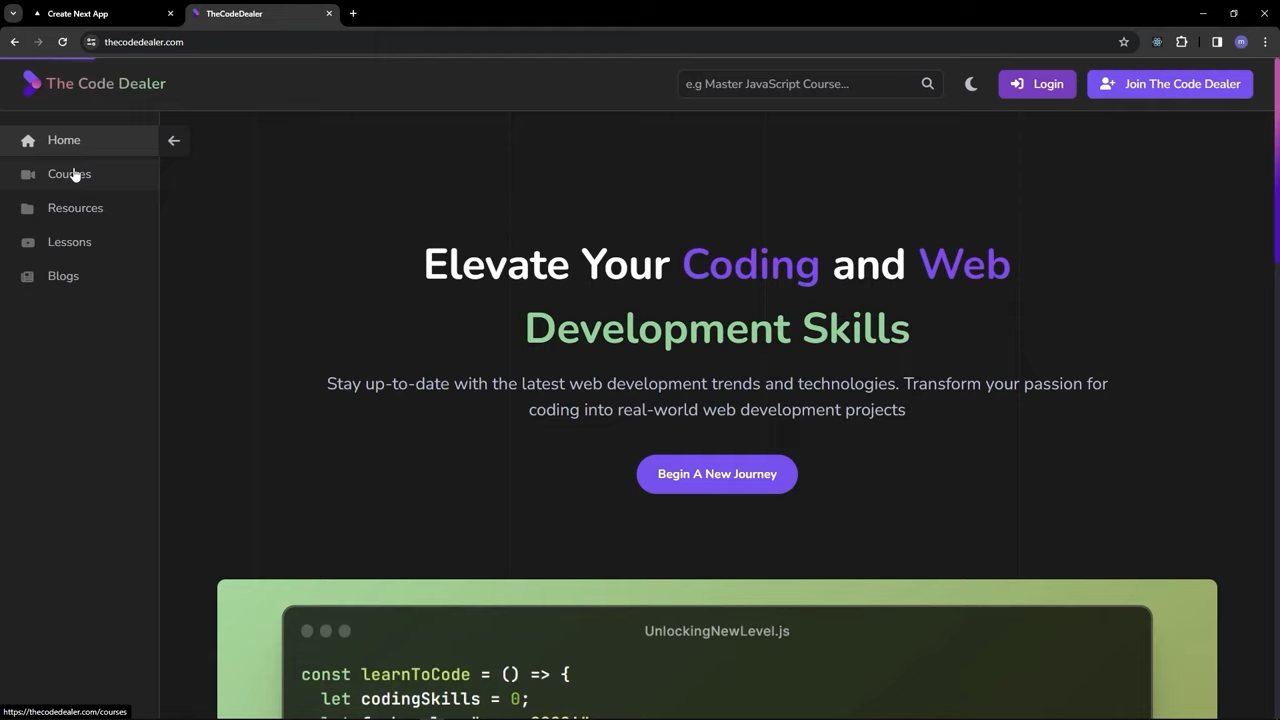 Create Next App
TheCodeDealer
thecodedealer.com
m
The Code Dealer
e.g Master JavaScript Course...
Login
Join The Code Dealer
Home
Courses
Resources
Lessons
Blogs
Elevate Your Coding and Web
Development Skills
Stay up-to-date with the latest web development trends and technologies. Transform your passion for
coding into real-world web development projects
Begin A New Journey
UnlockingNewLevel.js
const learnToCode = () => {
let codingSkills = 0;
https://thecodedealer.com/courses